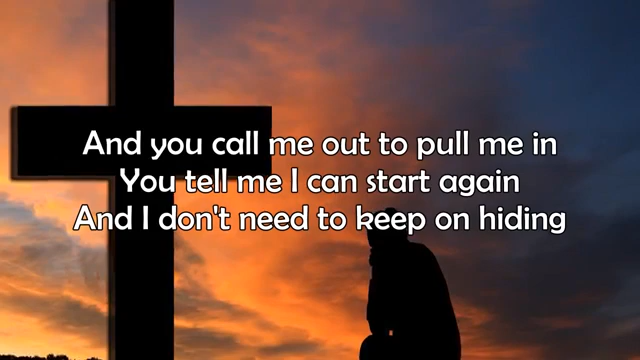 And you call me out to pull me in
You tell me I can start again
And I don't need to keep on hiding